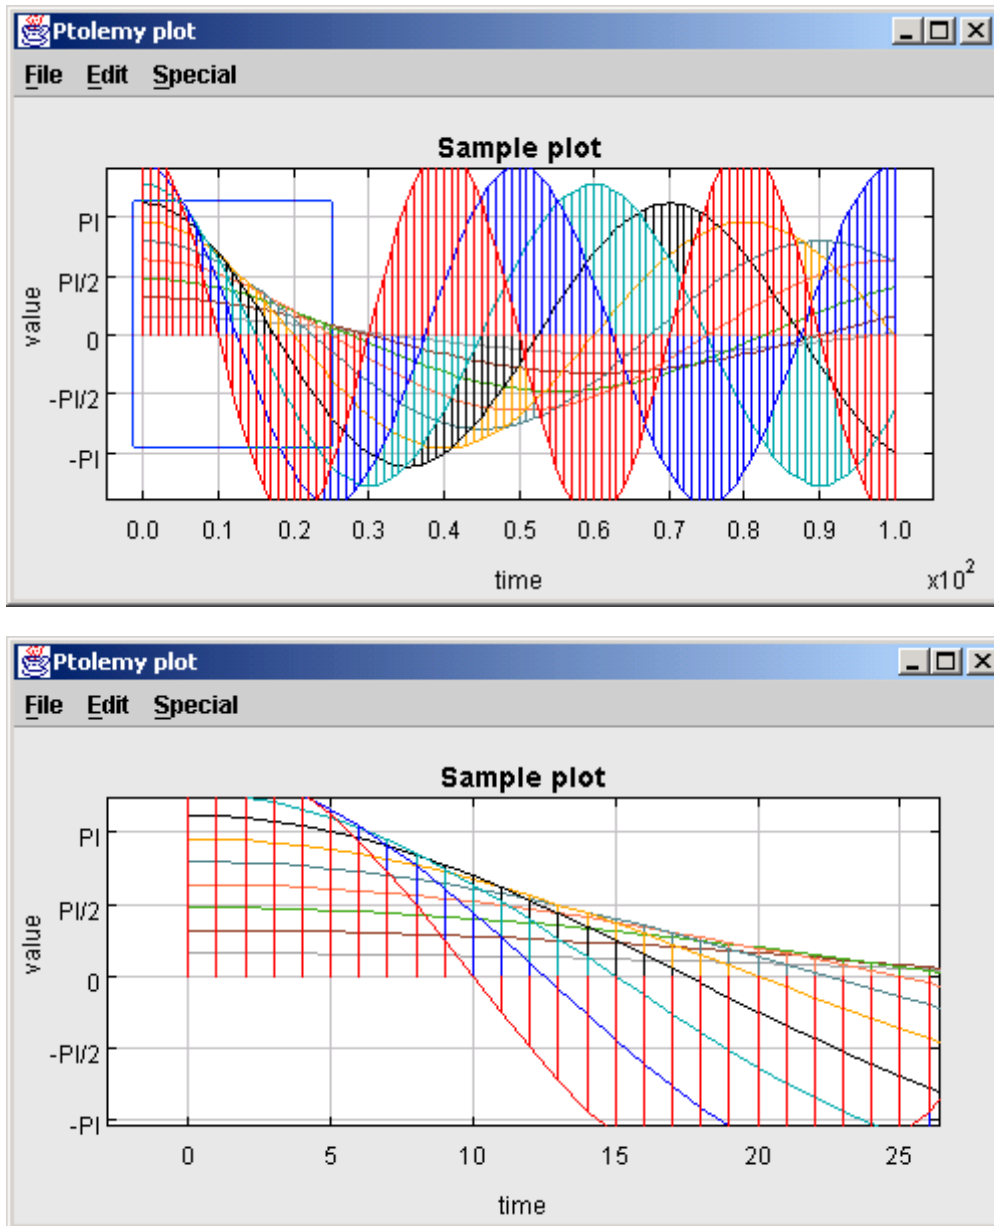 Ptolemy plot
File Edit Special
Sample plot
value
PI
PI/2
0
-PI/2
-PI
0.0 0.1 0.2 0.3 0.4 0.5 0.6 0.7 0.8 0.9 1.0
time
x10²
Ptolemy plot
File Edit Special
Sample plot
value
PI
PI/2
0
-PI/2
-PI
0 5 10 15 20 25
time